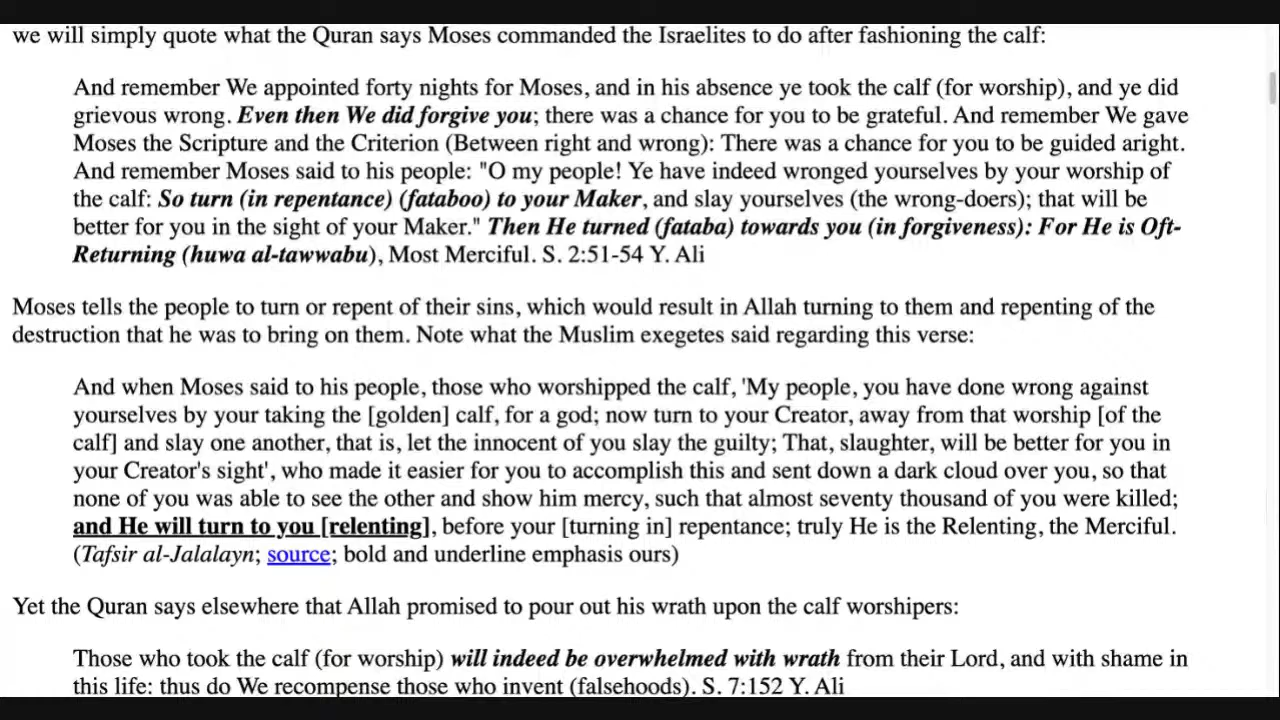 we will simply quote what the Quran says Moses commanded the Israelites to do after fashioning the calf:
And remember We appointed forty nights for Moses, and in his absence ye took the calf (for worship), and ye did
grievous wrong. Even then We did forgive you; there was a chance for you to be grateful. And remember We gave
Moses the Scripture and the Criterion (Between right and wrong): There was a chance for you to be guided aright.
And remember Moses said to his people: "O my people! Ye have indeed wronged yourselves by your worship of
the calf: So turn (in repentance) (fataboo) to your Maker, and slay yourselves (the wrong-doers); that will be
better for you in the sight of your Maker." Then He turned (fataba) towards you (in forgiveness): For He is Oft-
Returning (huwa al-tawwabu), Most Merciful. S. 2:51-54 Y. Ali
Moses tells the people to turn or repent of their sins, which would result in Allah turning to them and repenting of the
destruction that he was to bring on them. Note what the Muslim exegetes said regarding this verse:
And when Moses said to his people, those who worshipped the calf, 'My people, you have done wrong against
yourselves by your taking the [golden] calf, for a god; now turn to your Creator, away from that worship [of the
calf] and slay one another, that is, let the innocent of you slay the guilty; That, slaughter, will be better for you in
your Creator's sight', who made it easier for you to accomplish this and sent down a dark cloud over you, so that
none of you was able to see the other and show him mercy, such that almost seventy thousand of you were killed;
and He will turn to you [relenting], before your [turning in] repentance; truly He is the Relenting, the Merciful.
(Tafsir al-Jalalayn; source; bold and underline emphasis ours)
Yet the Quran says elsewhere that Allah promised to pour out his wrath upon the calf worshipers:
Those who took the calf (for worship) will indeed be overwhelmed with wrath from their Lord, and with shame in
this life: thus do We recompense those who invent (falsehoods). S. 7:152 Y. Ali